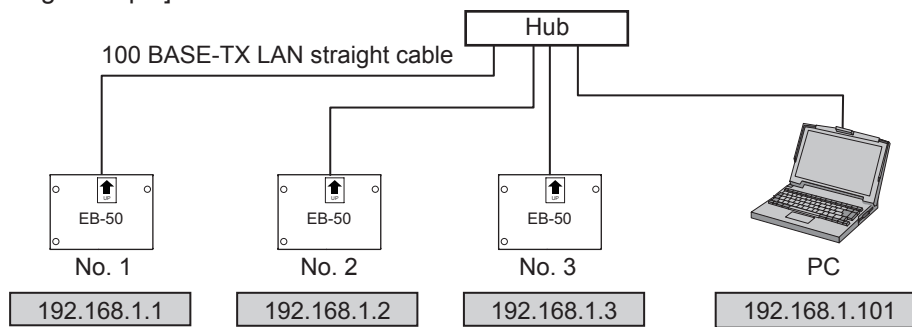 Hub
100 BASE-TX LAN straight cable
UP
EB-50
UP
EB-50
UP
EB-50
No. 1
No. 2
No. 3
PC
192.168.1.1
192.168.1.2
192.168.1.3
192.168.1.101